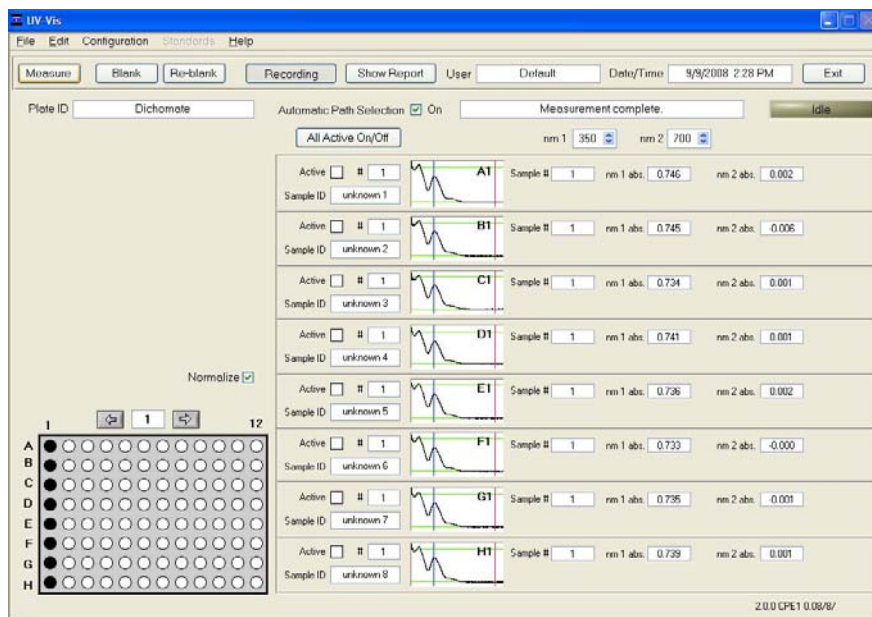 UV-Vis
File Edit Configuration Standards Help
Measure Blank Re-blank Recording Show Report User Default Date/Time 9/9/2008 2:28 PM Exit
Plate ID Dichomate Automatic Path Selection On Measurement complete. Idle
All Active On/Off nm 1 350 nm 2 700
Active # 1 A1 Sample # 1 nm 1 abs. 0.746 nm 2 abs. 0.002
Sample ID unknown 1
Active # 1 B1 Sample # 1 nm 1 abs. 0.745 nm 2 abs. -0.006
Sample ID unknown 2
Active # 1 C1 Sample # 1 nm 1 abs. 0.734 nm 2 abs. 0.001
Sample ID unknown 3
Active # 1 D1 Sample # 1 nm 1 abs. 0.741 nm 2 abs. 0.001
Sample ID unknown 4
Normalize
Active # 1 E1 Sample # 1 nm 1 abs. 0.736 nm 2 abs. 0.002
Sample ID unknown 5
1 1 12
Active # 1 F1 Sample # 1 nm 1 abs. 0.733 nm 2 abs. -0.000
Sample ID unknown 6
Active # 1 G1 Sample # 1 nm 1 abs. 0.735 nm 2 abs. -0.001
Sample ID unknown 7
Active # 1 H1 Sample # 1 nm 1 abs. 0.739 nm 2 abs. 0.001
Sample ID unknown 8
A
B
C
D
E
F
G
H
2.0.0 CPE1 0.08/8/